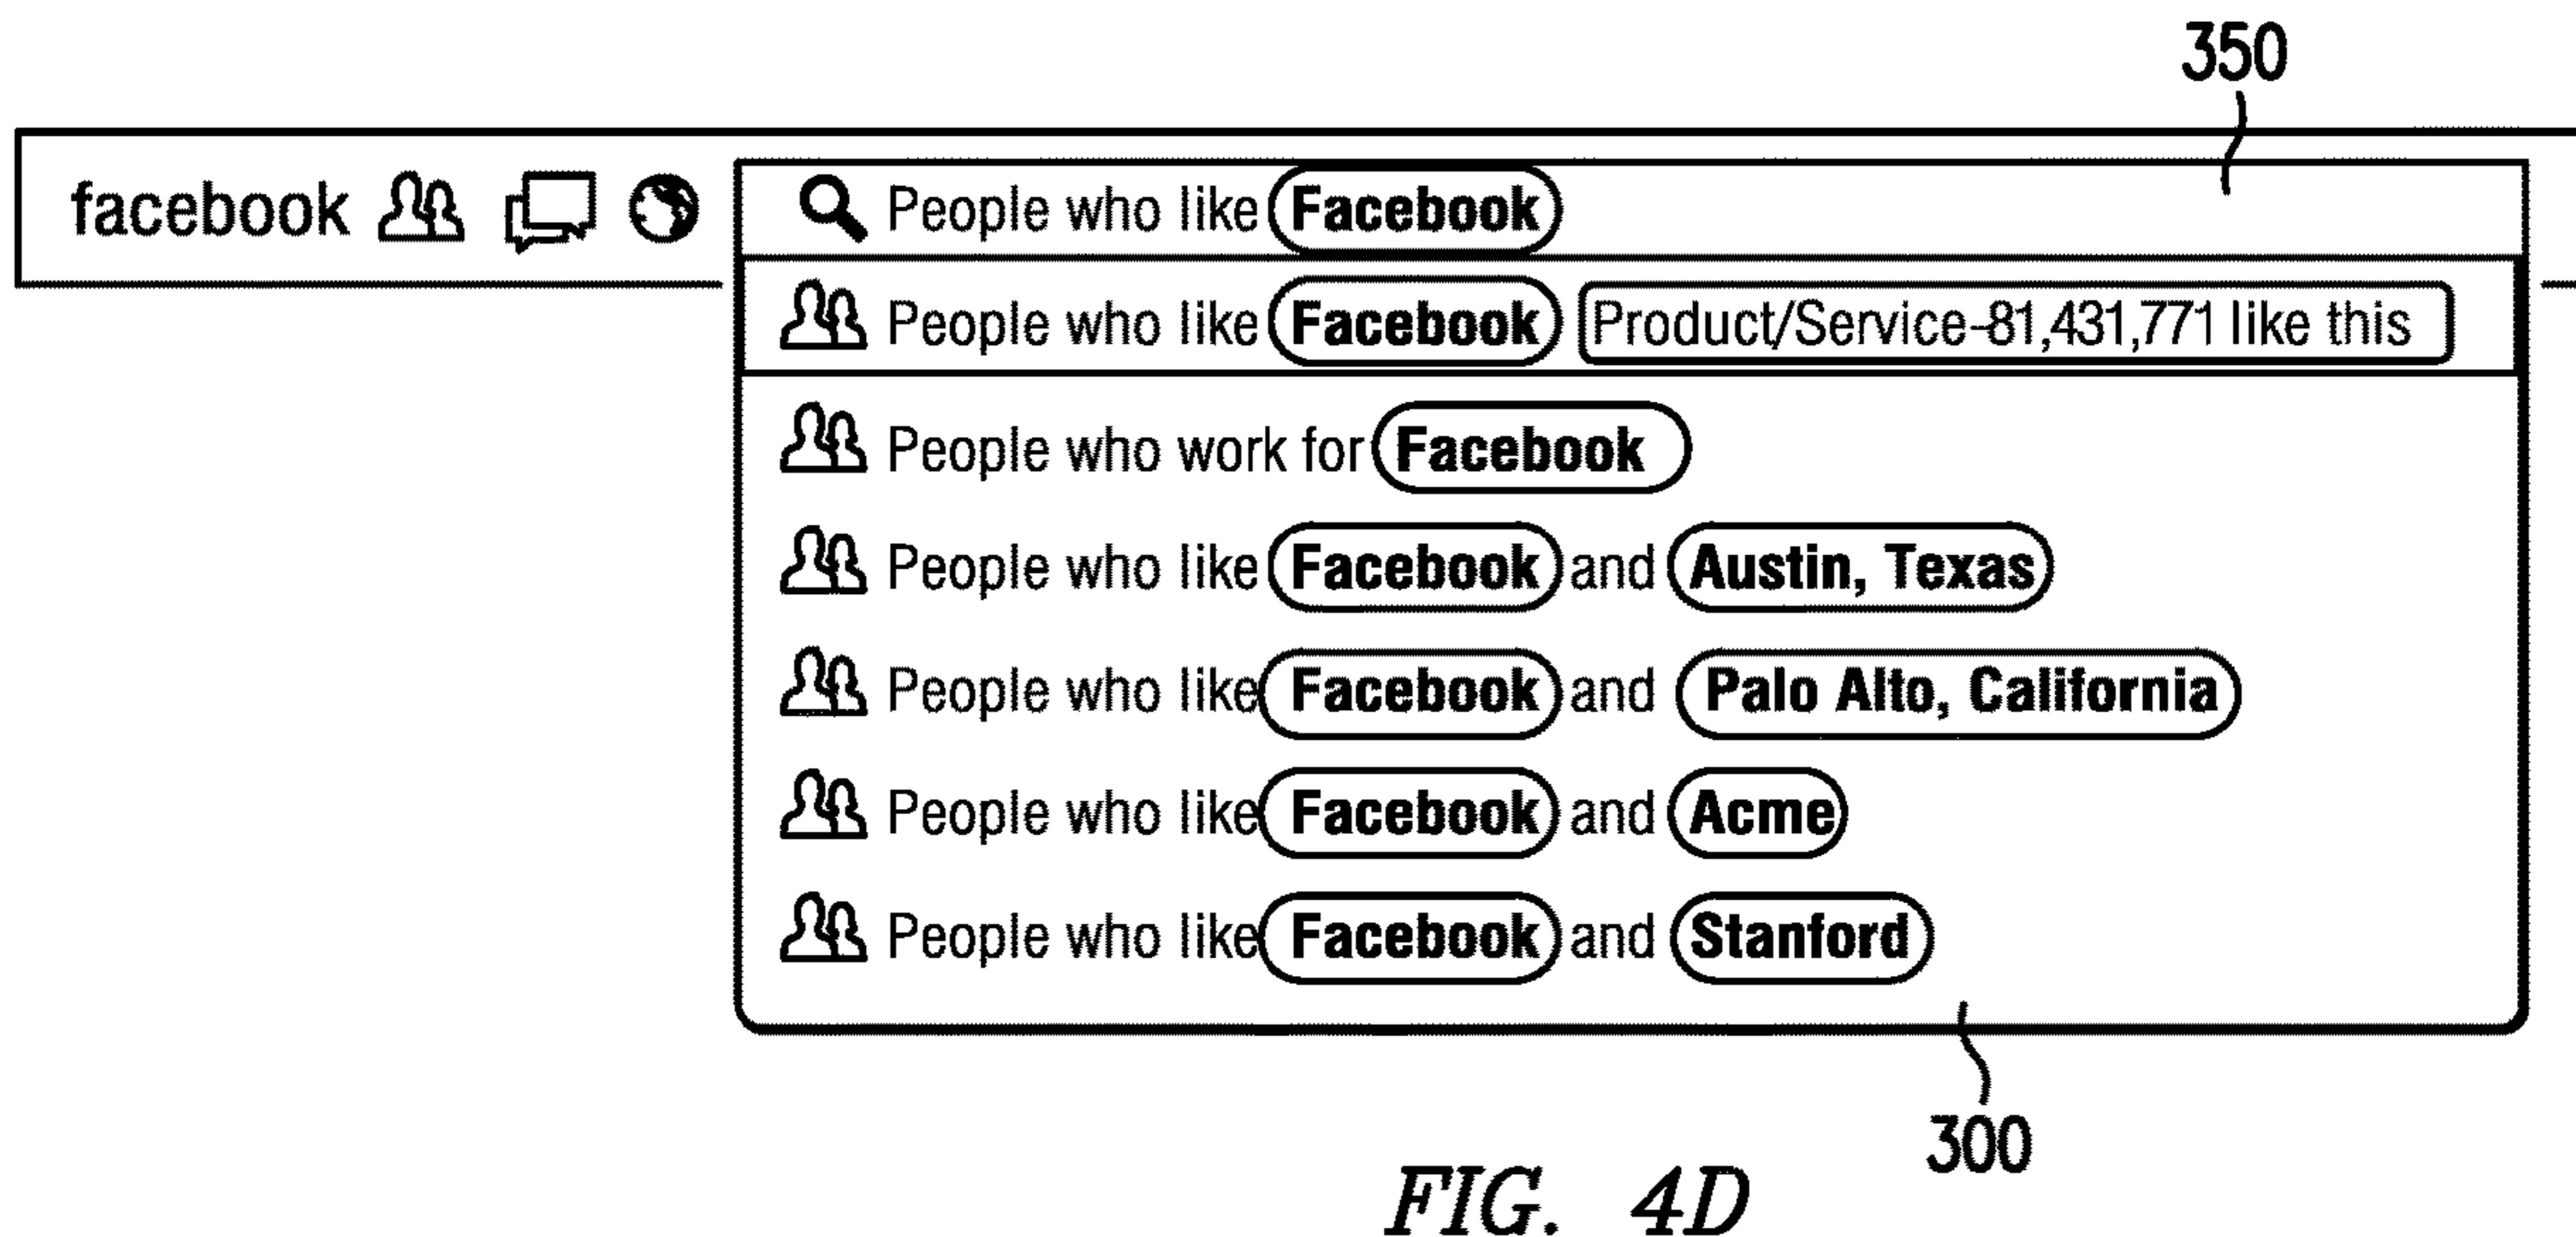 350
facebook People who like Facebook
People who like Facebook Product/Service-81,431,771 like this
People who work for Facebook
People who like Facebook and Austin, Texas
People who like Facebook and Palo Alto, California
People who like Facebook and Acme
People who like Facebook and Stanford
300
FIG. 4D